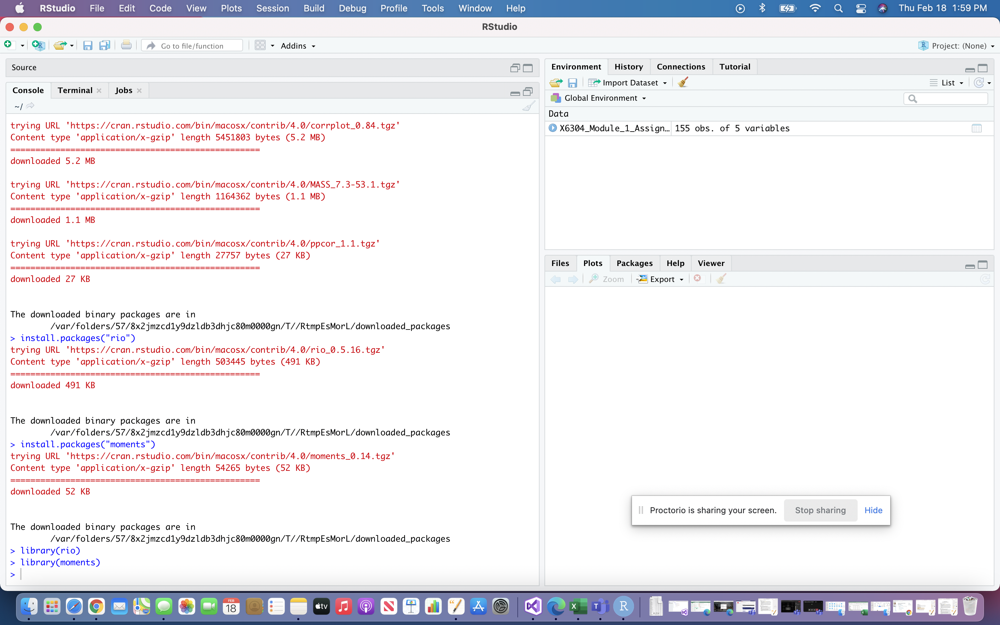 RStudio File Edit Code View Plots Session Build Debug Profile Tools Window Help Thu Feb 18 1:59 PM
RStudio
Go to file/function Addins Project: (None)
Source
Console Terminal Jobs
~/
trying URL 'https://cran.rstudio.com/bin/macosx/contrib/4.0/corrplot_0.84.tgz'
Content type 'application/x-gzip' length 5451803 bytes (5.2 MB)
==================================================
downloaded 5.2 MB
trying URL 'https://cran.rstudio.com/bin/macosx/contrib/4.0/MASS_7.3-53.1.tgz'
Content type 'application/x-gzip' length 1164362 bytes (1.1 MB)
==================================================
downloaded 1.1 MB
trying URL 'https://cran.rstudio.com/bin/macosx/contrib/4.0/ppcor_1.1.tgz'
Content type 'application/x-gzip' length 27757 bytes (27 KB)
==================================================
downloaded 27 KB
The downloaded binary packages are in
/var/folders/57/8x2jmzcd1y9dzldb3dhjc80m0000gn/T//RtmpEsMorL/downloaded_packages
> install.packages("rio")
trying URL 'https://cran.rstudio.com/bin/macosx/contrib/4.0/rio_0.5.16.tgz'
Content type 'application/x-gzip' length 503445 bytes (491 KB)
==================================================
downloaded 491 KB
The downloaded binary packages are in
/var/folders/57/8x2jmzcd1y9dzldb3dhjc80m0000gn/T//RtmpEsMorL/downloaded_packages
> install.packages("moments")
trying URL 'https://cran.rstudio.com/bin/macosx/contrib/4.0/moments_0.14.tgz'
Content type 'application/x-gzip' length 54265 bytes (52 KB)
==================================================
downloaded 52 KB
The downloaded binary packages are in
/var/folders/57/8x2jmzcd1y9dzldb3dhjc80m0000gn/T//RtmpEsMorL/downloaded_packages
> library(rio)
> library(moments)
>
Environment History Connections Tutorial
Import Dataset List
Global Environment
Data
X6304_Module_1_Assign… 155 obs. of 5 variables
Files Plots Packages Help Viewer
Zoom Export
Proctorio is sharing your screen. Stop sharing Hide
FEB
18
tv
X
T
R
XLSX